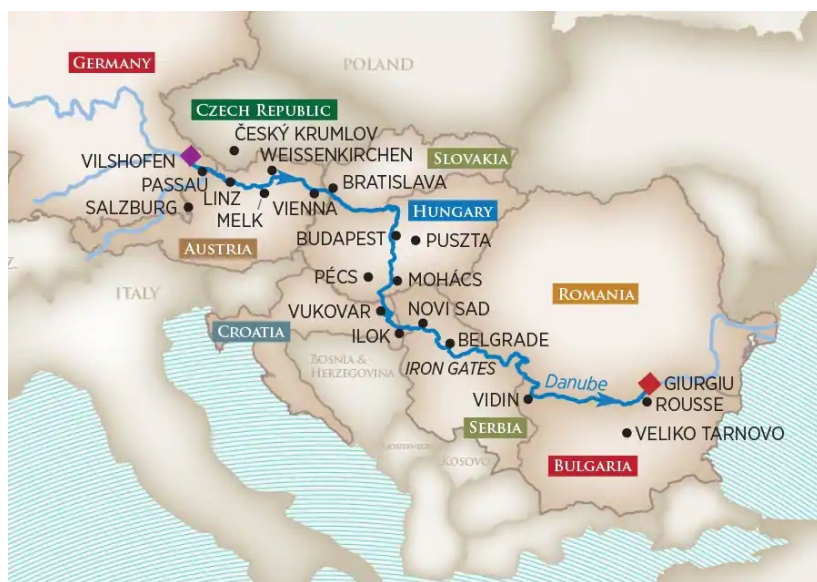 GERMANY
POLAND
CZECH REPUBLIC
ČESKÝ KRUMLOV
WEISSENKIRCHEN
SLOVAKIA
VILSHOFEN
PASSAU
LINZ
BRATISLAVA
SALZBURG
MELK
VIENNA
HUNGARY
AUSTRIA
BUDAPEST
PUSZTA
PÉCS
MOHÁCS
ITALY
ROMANIA
VUKOVAR
NOVI SAD
CROATIA
ILOK
BELGRADE
BOSNIA &
HERZEGOVINA
IRON GATES
Danube
GIURGIU
VIDIN
ROUSSE
SERBIA
VELIKO TARNOVO
KOSOVO
BULGARIA